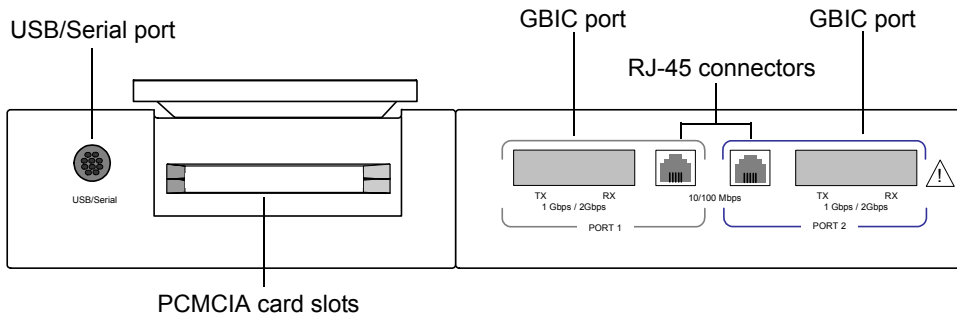 USB/Serial port
GBIC port
GBIC port
RJ-45 connectors
USB/Serial
TX
RX
1 Gbps / 2Gbps
PORT 1
10/100 Mbps
TX
RX
1 Gbps / 2Gbps
PORT 2
!
PCMCIA card slots